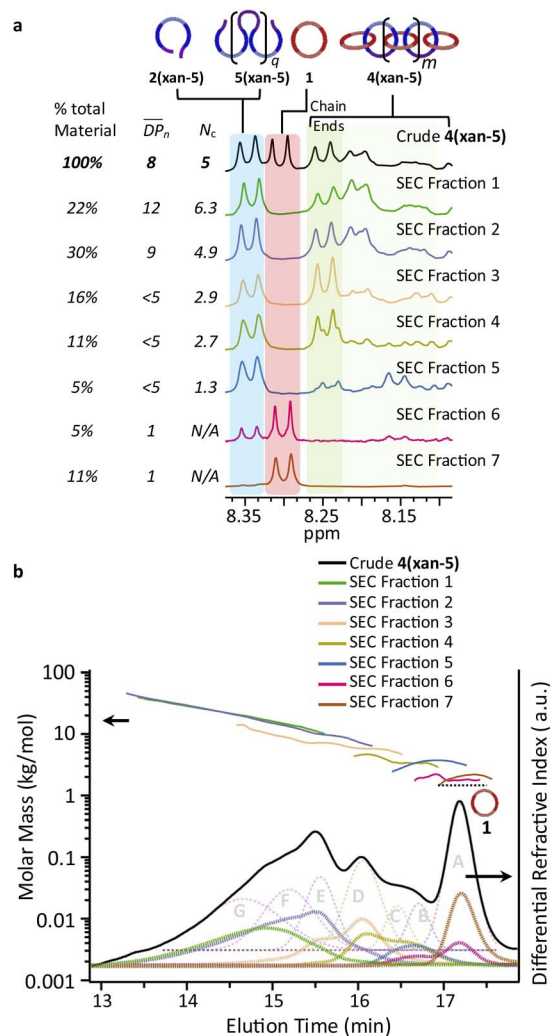 a
q
m
2(xan-5) 5(xan-5) 1 4(xan-5)
% total Material DPn Nc Chain Ends
100% 8 5 Crude 4(xan-5)
22% 12 6.3 SEC Fraction 1
30% 9 4.9 SEC Fraction 2
16% <5 2.9 SEC Fraction 3
11% <5 2.7 SEC Fraction 4
5% <5 1.3 SEC Fraction 5
5% 1 N/A SEC Fraction 6
11% 1 N/A SEC Fraction 7
8.35 8.25 8.15
ppm
b
Crude 4(xan-5)
SEC Fraction 1
SEC Fraction 2
SEC Fraction 3
SEC Fraction 4
SEC Fraction 5
SEC Fraction 6
SEC Fraction 7
Molar Mass (kg/mol)
100
10
1
0.1
0.01
0.001
1
G F E D C B A
Differential Refractive Index (a.u.)
13 14 15 16 17
Elution Time (min)